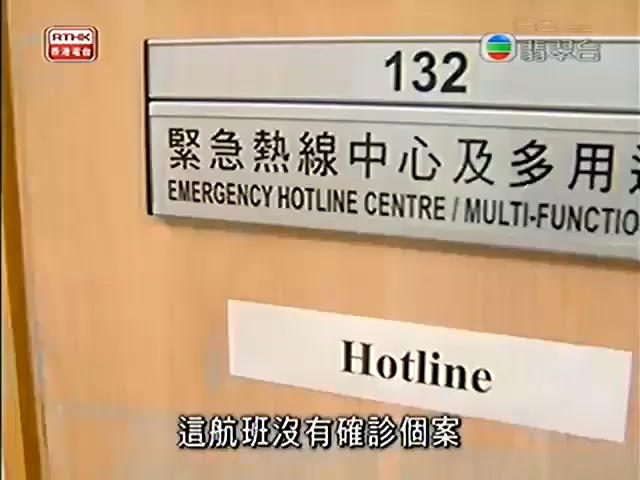 RTHK
香港電台
翡翠台
132
緊急熱線中心及多用
EMERGENCY HOTLINE CENTRE / MULTI-FUNCTIO
Hotline
這航班沒有確診個案